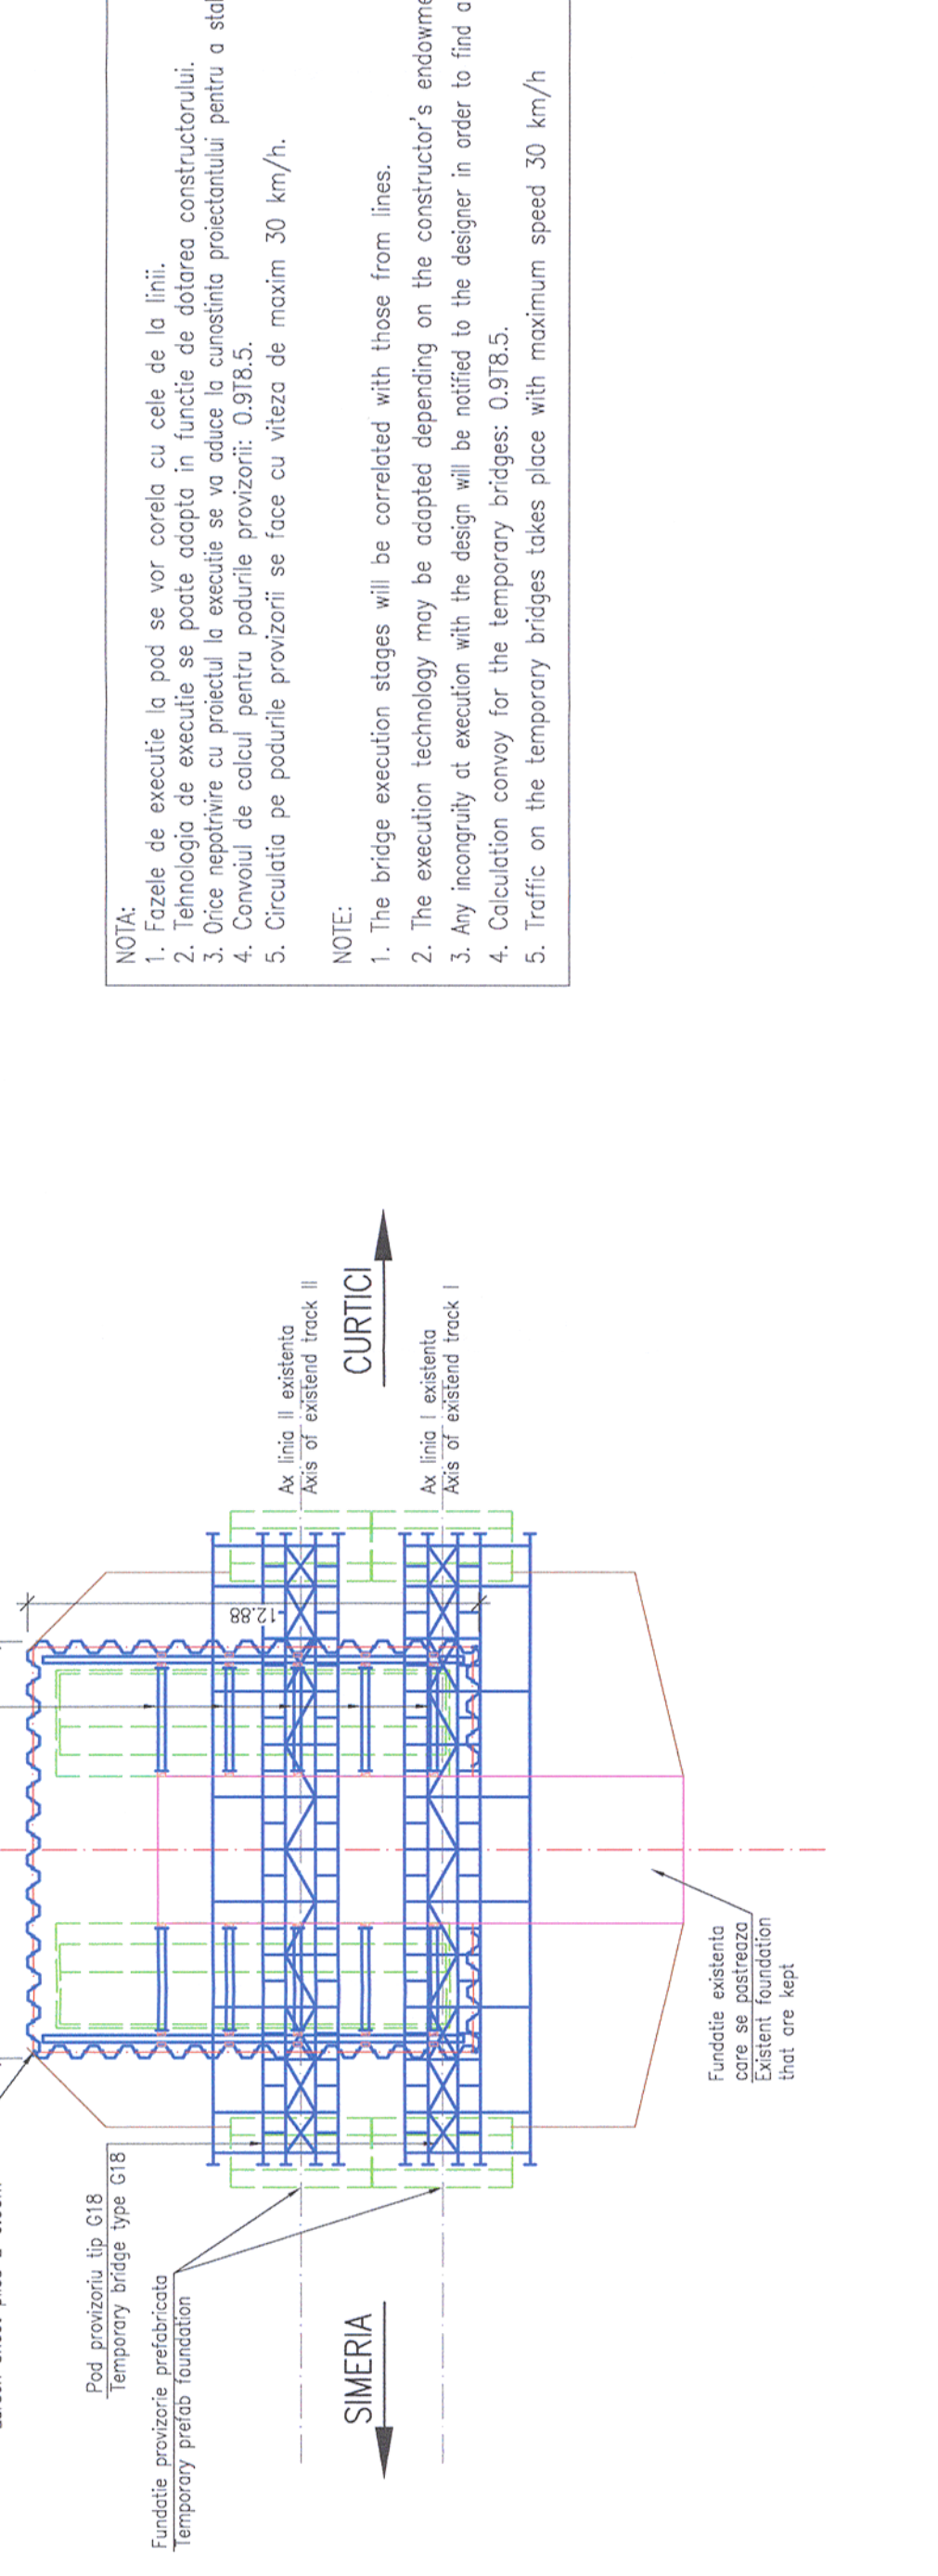 Pod provizoriu tip G18
Temporary bridge type G18
Fundatie provizorie prefabricata
Temporary prefab foundation
SIMERIA
12.88
Ax linia II existenta
Axis of existend track II
CURTICI
Ax linia I existenta
Axis of existend track I
Fundatie existenta
care se pastreaza
Existent foundation
that are kept
NOTA:
1. Fazele de executie la pod se vor corela cu cele de la linii.
2. Tehnologia de executie se poate adapta in functie de dotarea constructorului.
3. Orice nepotrivire cu proiectul la executie se va aduce la cunostinta proiectantului pentru a
4. Convoiul de calcul pentru podurile provizorii: 0.9T8.5.
5. Circulatia pe podurile provizorii se face cu viteza de maxim 30 km/h.
NOTE:
1. The bridge execution stages will be correlated with those from lines.
2. The execution technology may be adapted depending on the constructor's
3. Any incongruity at execution with the design will be notified to the designer in order to find
4. Calculation convoy for the temporary bridges: 0.9T8.5.
5. Traffic on the temporary bridges takes place with maximum speed 30 km/h